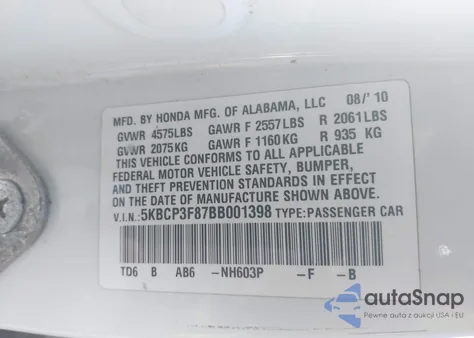 MFD. BY HONDA MFG. OF ALABAMA, LLC 08/'10
GVWR 4575LBS GAWR F 2557LBS R 2061LBS
GVWR 2075KG GAWR F 1160KG R 935 KG
THIS VEHICLE CONFORMS TO ALL APPLICABLE
FEDERAL MOTOR VEHICLE SAFETY, BUMPER,
AND THEFT PREVENTION STANDARDS IN EFFECT
ON THE DATE OF MANUFACTURE SHOWN ABOVE.
V.I.N.: 5KBCP3F87BB001398 TYPE: PASSENGER CAR
TD6 B AB6 -NH603P -F -B
autoSnap
Pewne auta z aukcji USA i EU